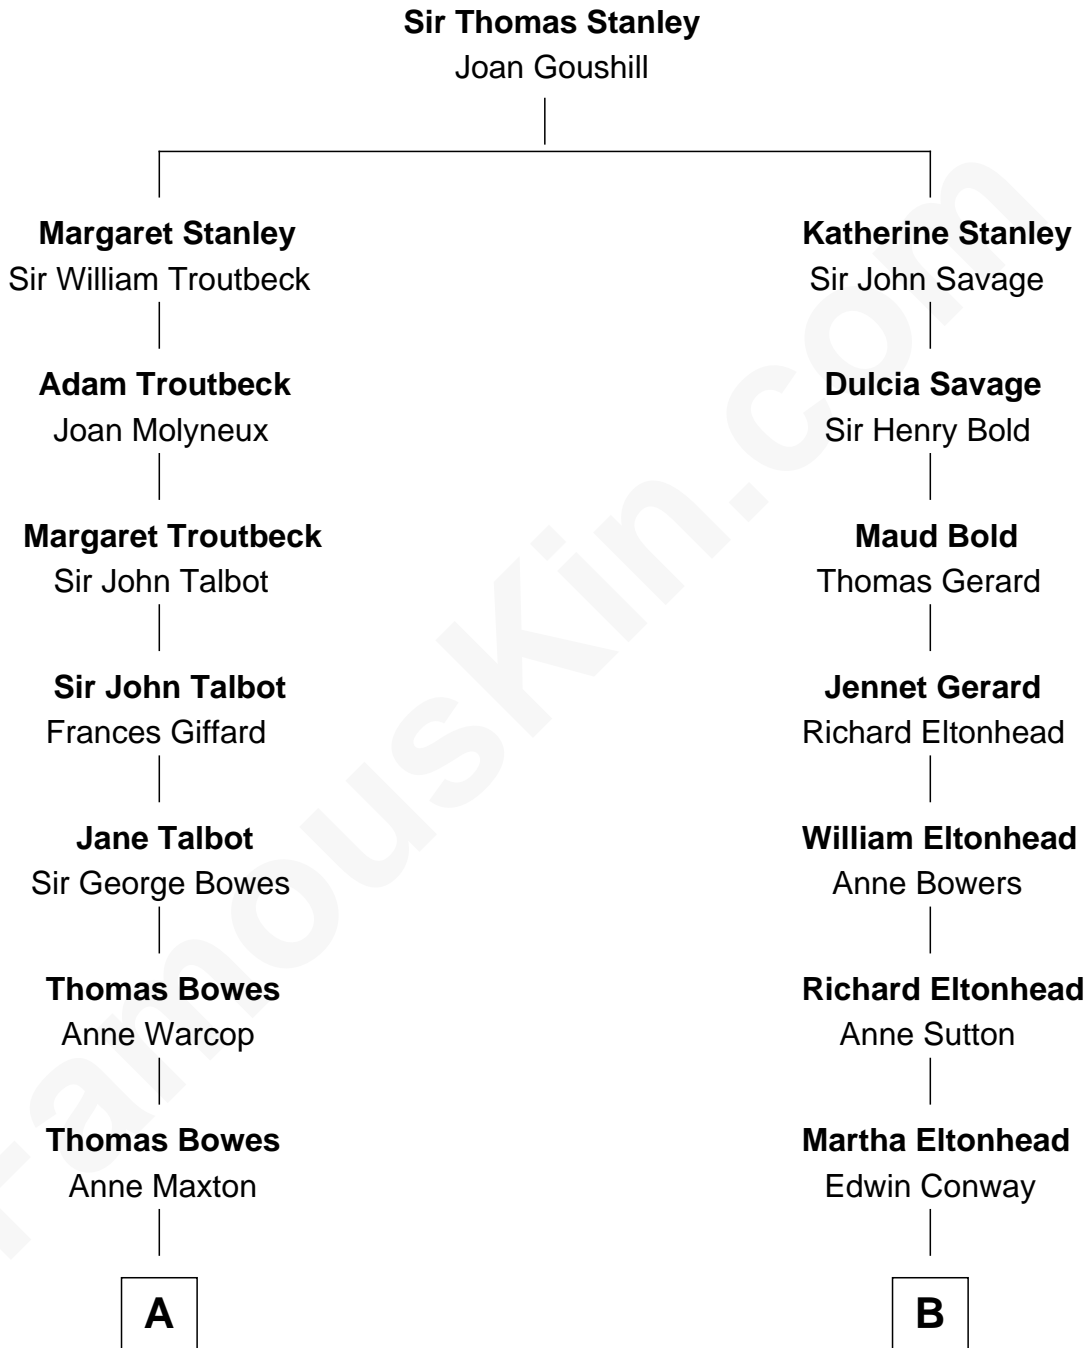 Sir Thomas Stanley
Joan Goushill
Margaret Stanley
Sir William Troutbeck
Katherine Stanley
Sir John Savage
Adam Troutbeck
Joan Molyneux
Dulcia Savage
Sir Henry Bold
Margaret Troutbeck
Sir John Talbot
Maud Bold
Thomas Gerard
Sir John Talbot
Frances Giffard
Jennet Gerard
Richard Eltonhead
Jane Talbot
Sir George Bowes
William Eltonhead
Anne Bowers
Thomas Bowes
Anne Warcop
Richard Eltonhead
Anne Sutton
Thomas Bowes
Anne Maxton
Martha Eltonhead
Edwin Conway
A
B
FamousKin.com